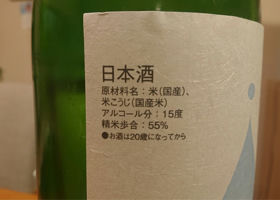 日本酒
原材料名：米(国産)、
米こうじ(国産米)
アルコール分：15度
精米歩合：55%
●お酒は20歳になってから